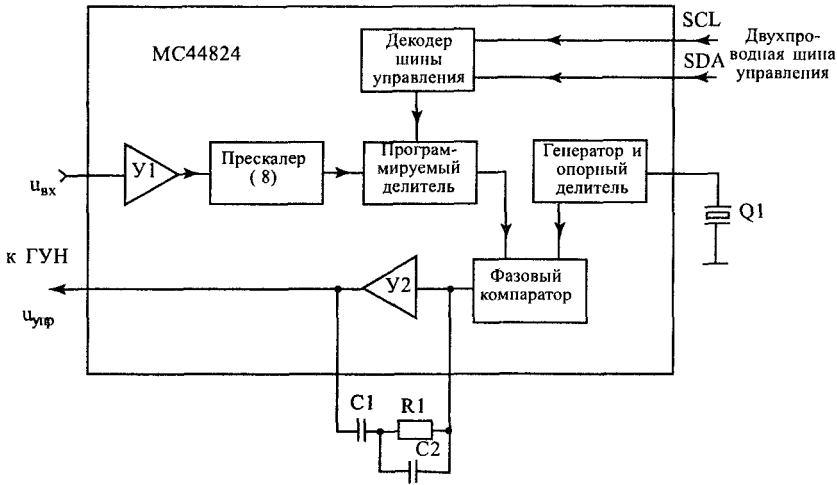 SCL
МС44824
Декодер
шины
управления
Двухпро-
водная шина
управления
SDA
У1
Прескалер
( 8)
Програм-
мируемый
делитель
Генератор и
опорный
делитель
uвх
Q1
к ГУН
У2
Фазовый
компаратор
uупр
C1
R1
C2